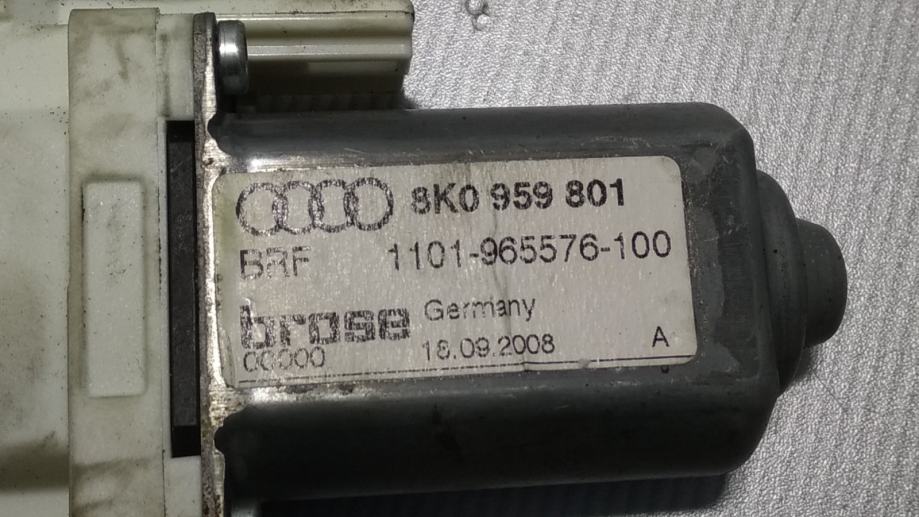 8K0 959 801
BRF 1101-965576-100
brose Germany
00000 18.09.2008 A